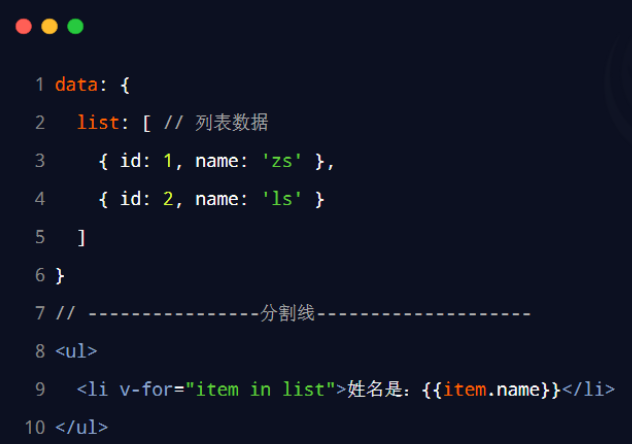 1 data: {
2   list: [ // 列表数据
3     { id: 1, name: 'zs' },
4     { id: 2, name: 'ls' }
5   ]
6 }
7 // ----------------分割线--------------------
8 <ul>
9   <li v-for="item in list">姓名是：{{item.name}}</li>
10 </ul>